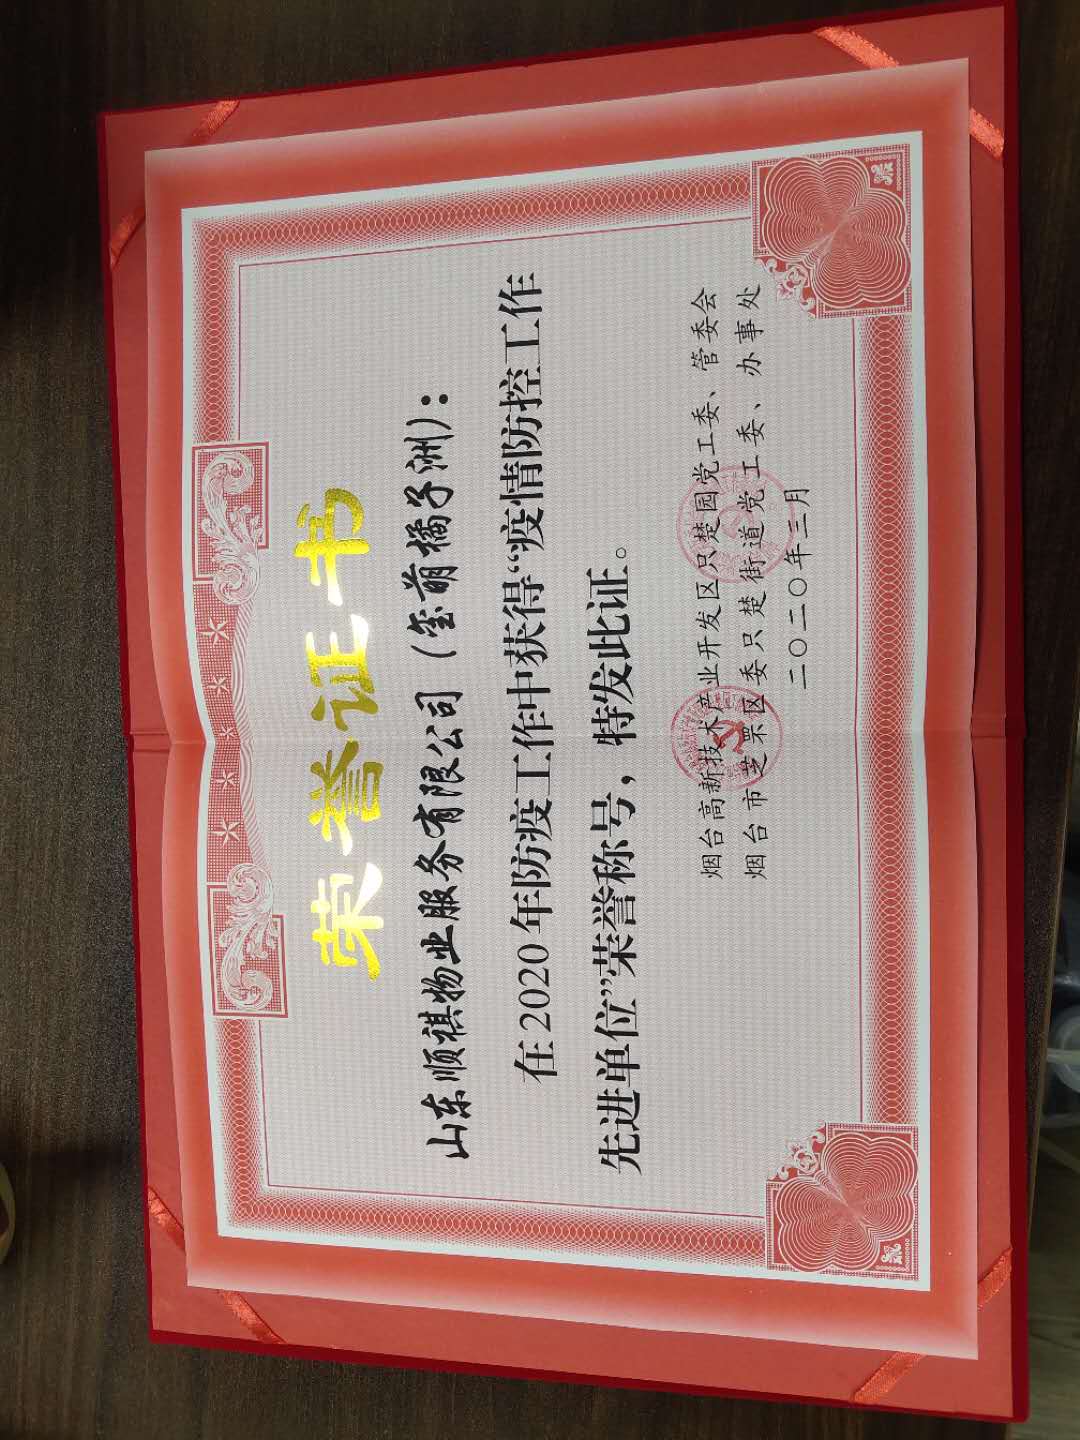 荣誉证书
山东顺祺物业服务有限公司（金萌橘子洲）：
在2020年防疫工作中获得“疫情防控工作
先进单位”荣誉称号，特发此证。
烟台高新技术产业开发区只楚园党工委、管委会
烟台市芝罘区委只楚街道党工委、办事处
二〇二〇年三月